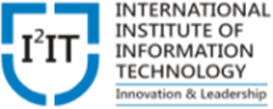 I²IT
INTERNATIONAL
INSTITUTE OF
INFORMATION
TECHNOLOGY
Innovation & Leadership